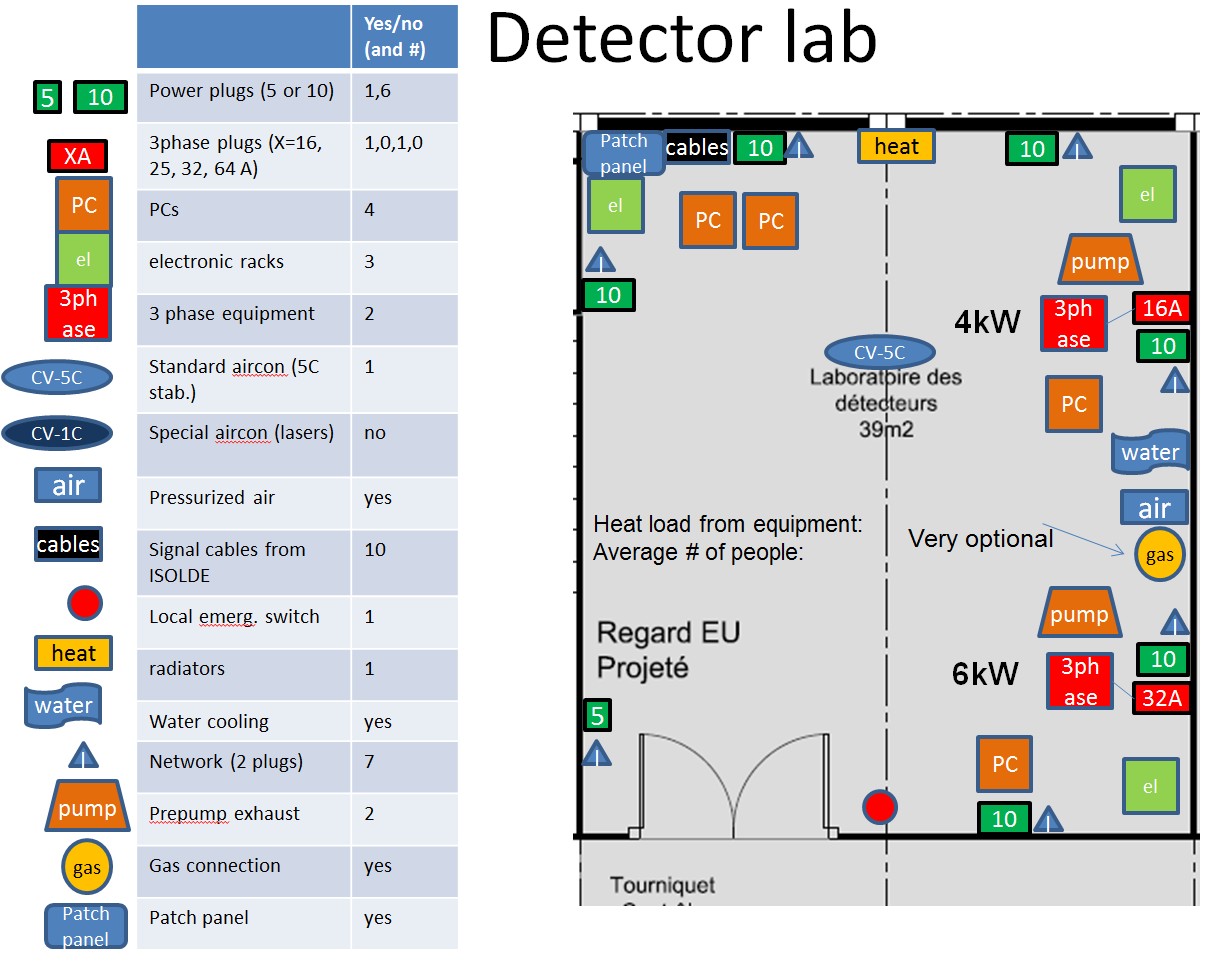 Detector lab
Yes/no
(and #)
5 10 Power plugs (5 or 10) 1,6
XA 3phase plugs (X=16,
25, 32, 64 A) 1,0,1,0
PC PCs 4
el electronic racks 3
3ph
ase 3 phase equipment 2
CV-5C Standard aircon (5C
stab.) 1
CV-1C Special aircon (lasers) no
air Pressurized air yes
cables Signal cables from
ISOLDE 10
Local emerg. switch 1
heat radiators 1
water Water cooling yes
Network (2 plugs) 7
pump Prepump exhaust 2
gas Gas connection yes
Patch
panel Patch panel yes
Patch
panel
cables
10
heat
10
el
PC
PC
el
pump
10
4kW
3ph
ase
16A
10
CV-5C
Laboratoire des
détecteurs
39m2
PC
water
air
Heat load from equipment:
Average # of people:
Very optional
gas
pump
Regard EU
Projeté
6kW
3ph
ase
10
32A
5
PC
el
10
Tourniquet